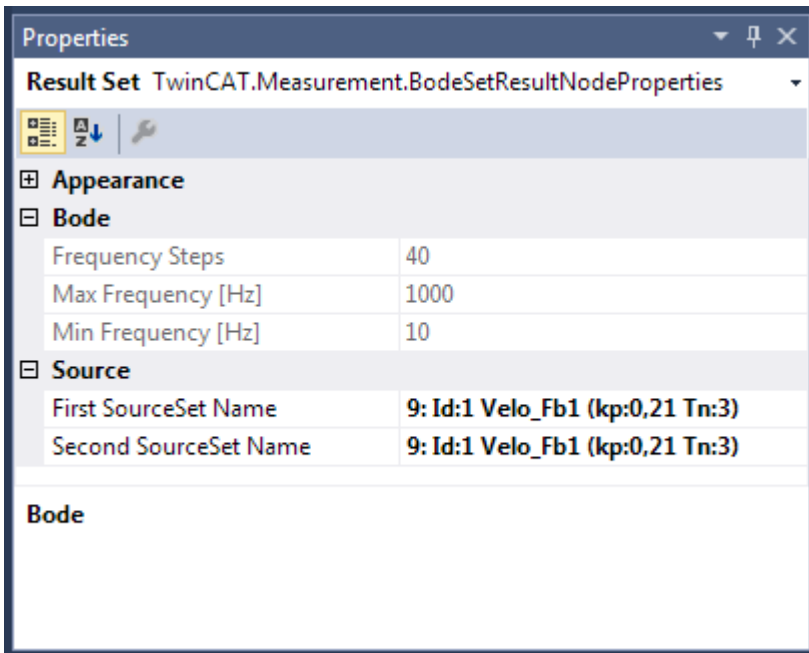 Properties
Result Set TwinCAT.Measurement.BodeSetResultNodeProperties
Appearance
Bode
Frequency Steps 40
Max Frequency [Hz] 1000
Min Frequency [Hz] 10
Source
First SourceSet Name 9: Id:1 Velo_Fb1 (kp:0,21 Tn:3)
Second SourceSet Name 9: Id:1 Velo_Fb1 (kp:0,21 Tn:3)
Bode